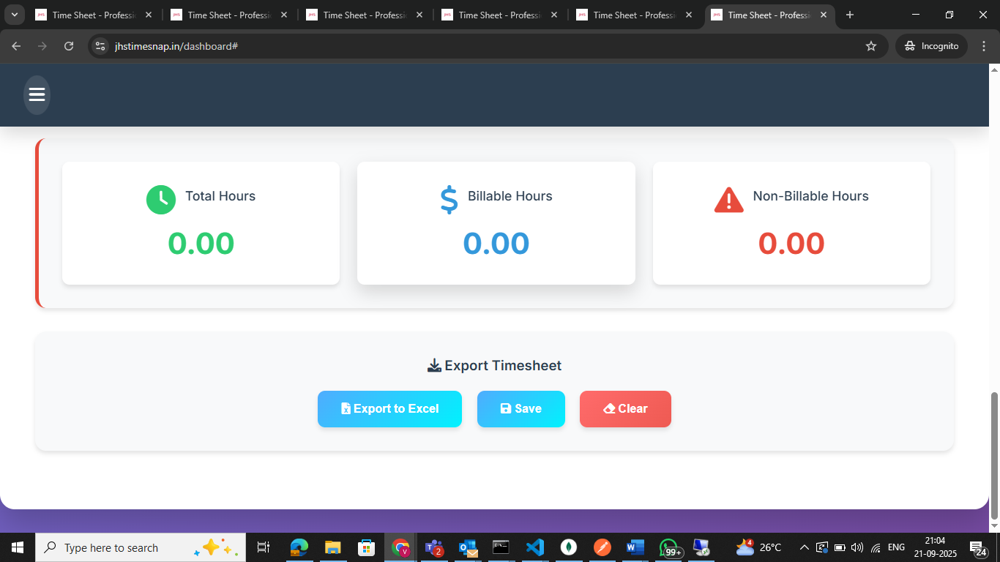 Time Sheet - Professi
Time Sheet - Professi
Time Sheet - Professi
Time Sheet - Professi
Time Sheet - Professi
Time Sheet - Professi
jhstimesnap.in/dashboard#
Incognito
Total Hours
0.00
Billable Hours
0.00
Non-Billable Hours
0.00
Export Timesheet
Export to Excel
Save
Clear
Type here to search
2
99+
4
26°C
ENG
21:04
21-09-2025
24